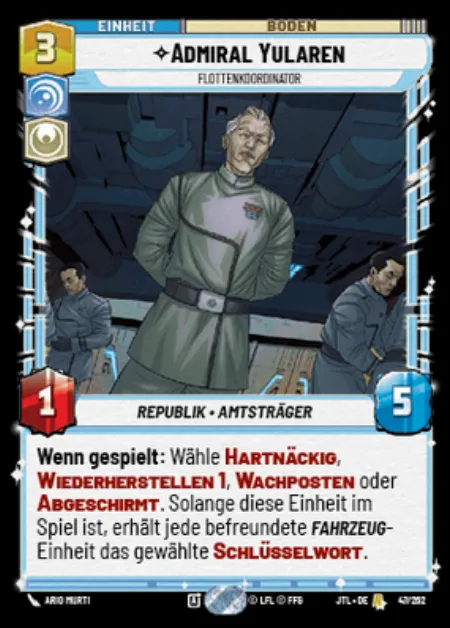 EINHEIT
BODEN
3
ADMIRAL YULAREN
FLOTTENKOORDINATOR
1
5
REPUBLIK • AMTSTRÄGER
Wenn gespielt: Wähle HARTNÄCKIG,
WIEDERHERSTELLEN 1, WACHPOSTEN oder
ABGESCHIRMT. Solange diese Einheit im
Spiel ist, erhält jede befreundete FAHRZEUG-
Einheit das gewählte SCHLÜSSELWORT.
ARIO MURTI
© LFL © FFG
JTL • DE
47/262